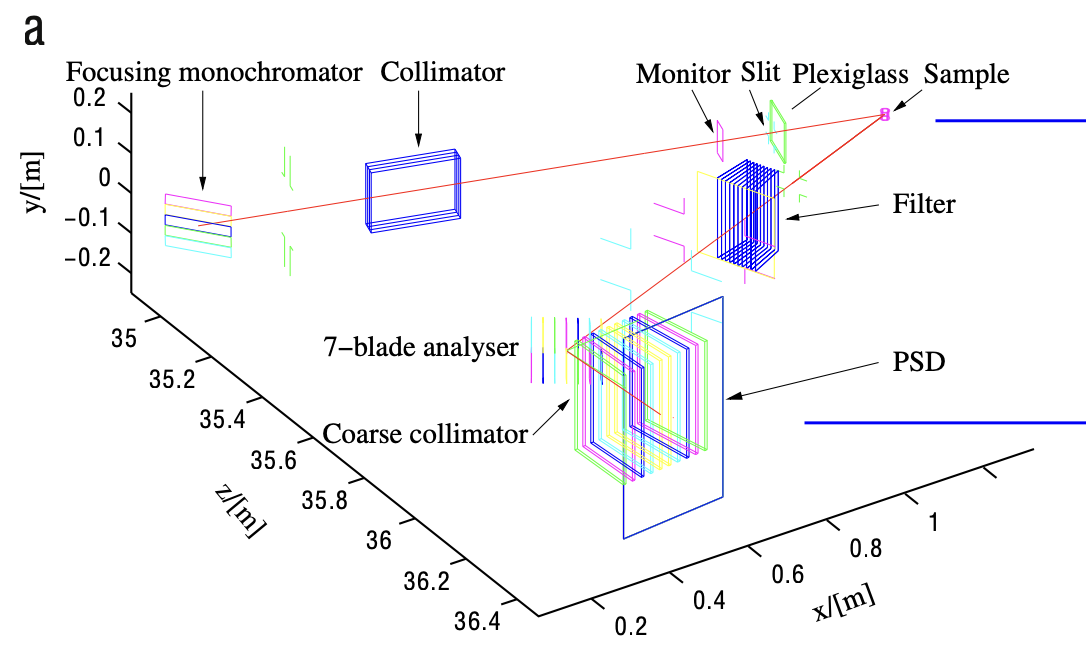 a
Focusing monochromator
Collimator
Monitor
Slit
Plexiglass
Sample
0.2
0.1
0
−0.1
−0.2
y/[m]
Filter
7−blade analyser
PSD
Coarse collimator
35
35.2
35.4
35.6
35.8
36
36.2
36.4
z/[m]
0.2
0.4
0.6
0.8
1
x/[m]